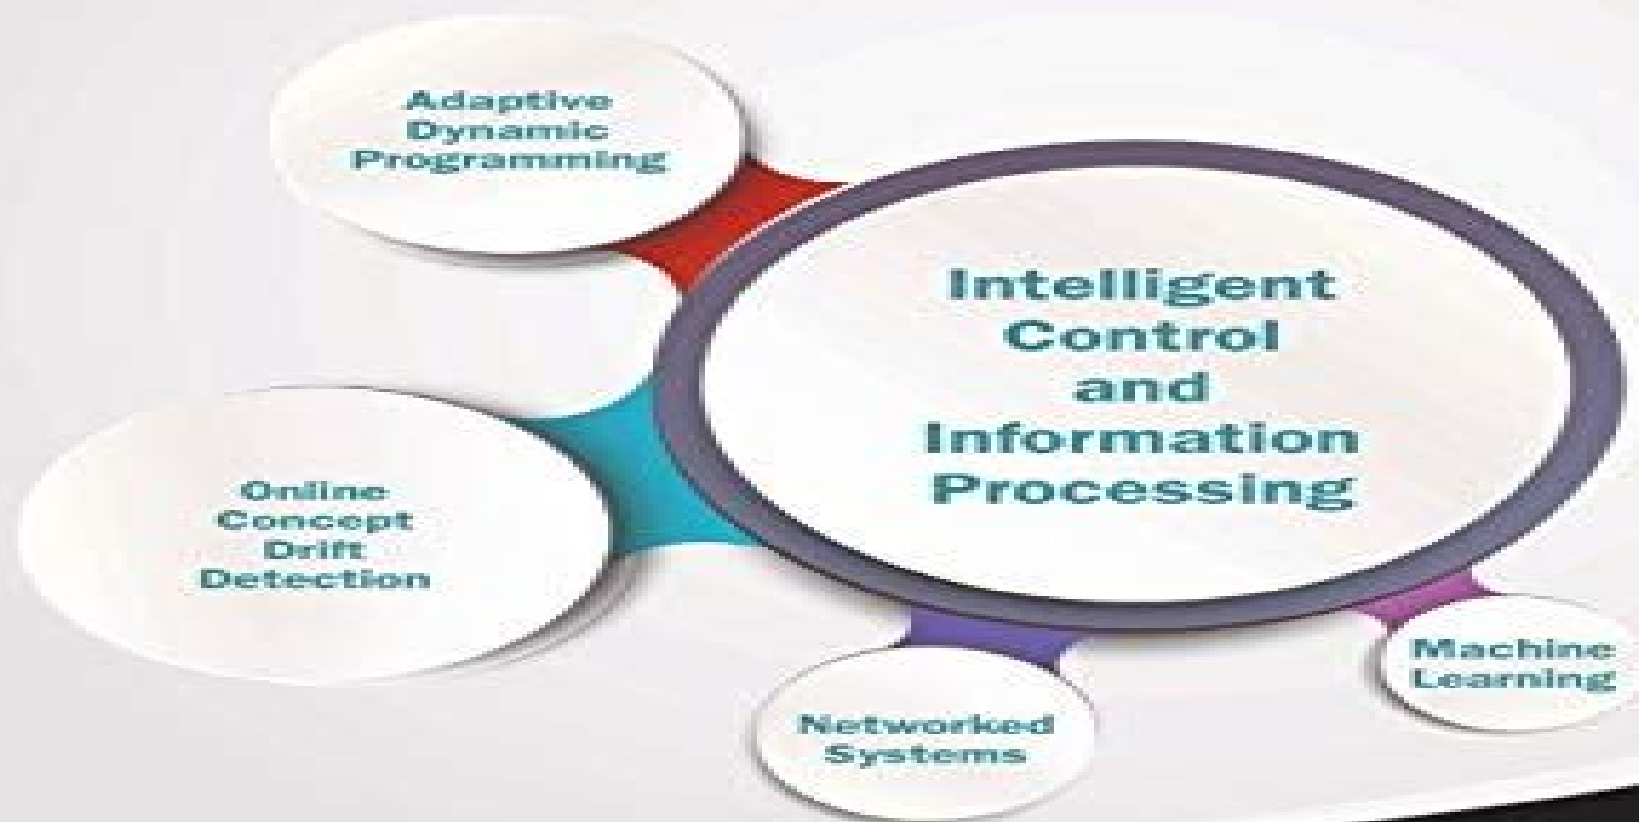 Adaptive
Dynamic
Programming
Intelligent
Control
and
Information
Processing
Online
Concept
Drift
Detection
Networked
Systems
Machine
Learning